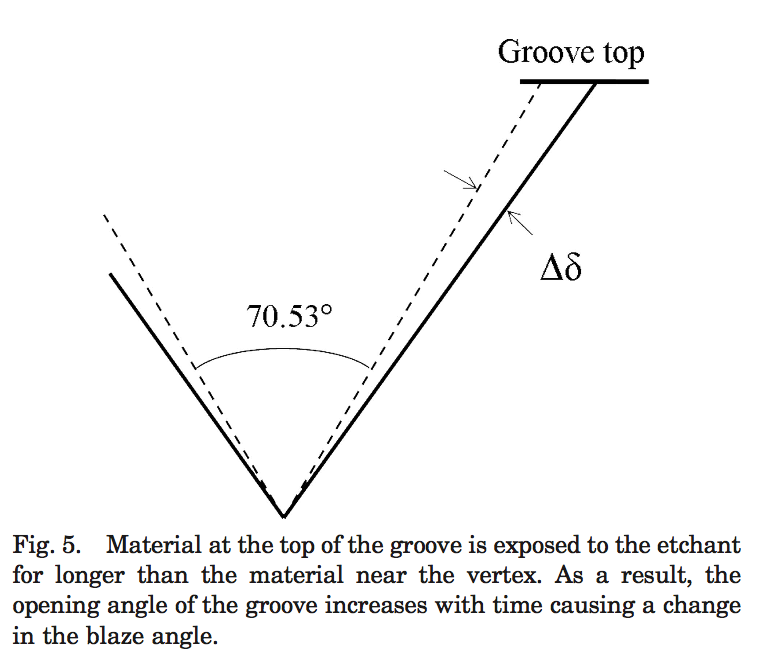 Groove top
Δδ
70.53°
Fig. 5. Material at the top of the groove is exposed to the etchant
for longer than the material near the vertex. As a result, the
opening angle of the groove increases with time causing a change
in the blaze angle.